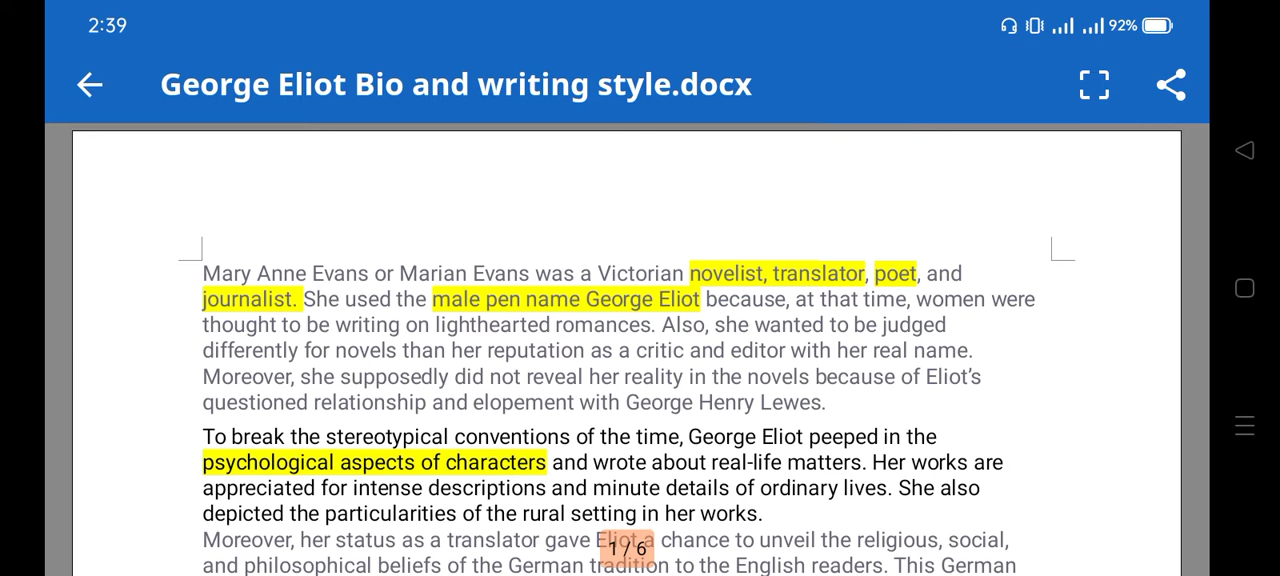 2:39
92%
George Eliot Bio and writing style.docx
Mary Anne Evans or Marian Evans was a Victorian novelist, translator, poet, and
journalist. She used the male pen name George Eliot because, at that time, women were
thought to be writing on lighthearted romances. Also, she wanted to be judged
differently for novels than her reputation as a critic and editor with her real name.
Moreover, she supposedly did not reveal her reality in the novels because of Eliot’s
questioned relationship and elopement with George Henry Lewes.
To break the stereotypical conventions of the time, George Eliot peeped in the
psychological aspects of characters and wrote about real-life matters. Her works are
appreciated for intense descriptions and minute details of ordinary lives. She also
depicted the particularities of the rural setting in her works.
Moreover, her status as a translator gave Eliot a chance to unveil the religious, social,
1 / 6
and philosophical beliefs of the German tradition to the English readers. This German